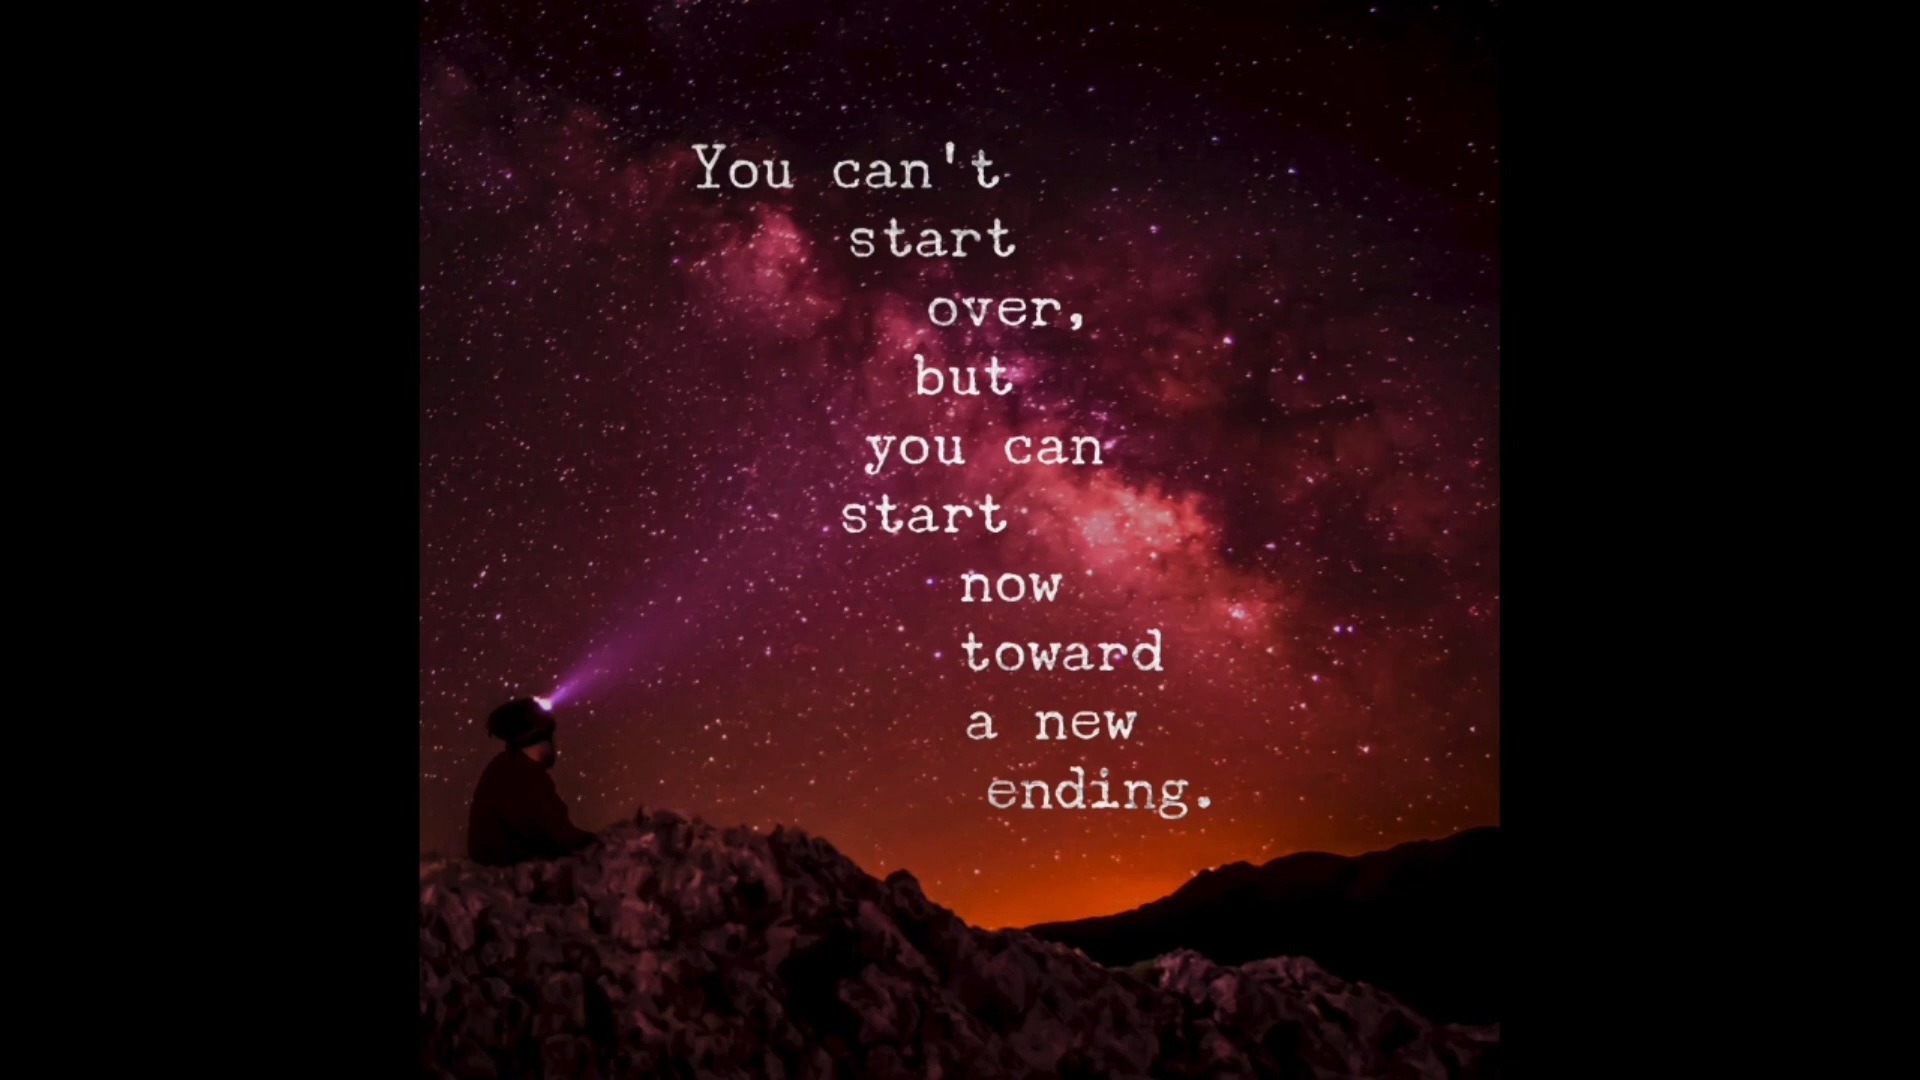 You can't
start
over,
but
you can
start
now
toward
a new
ending.